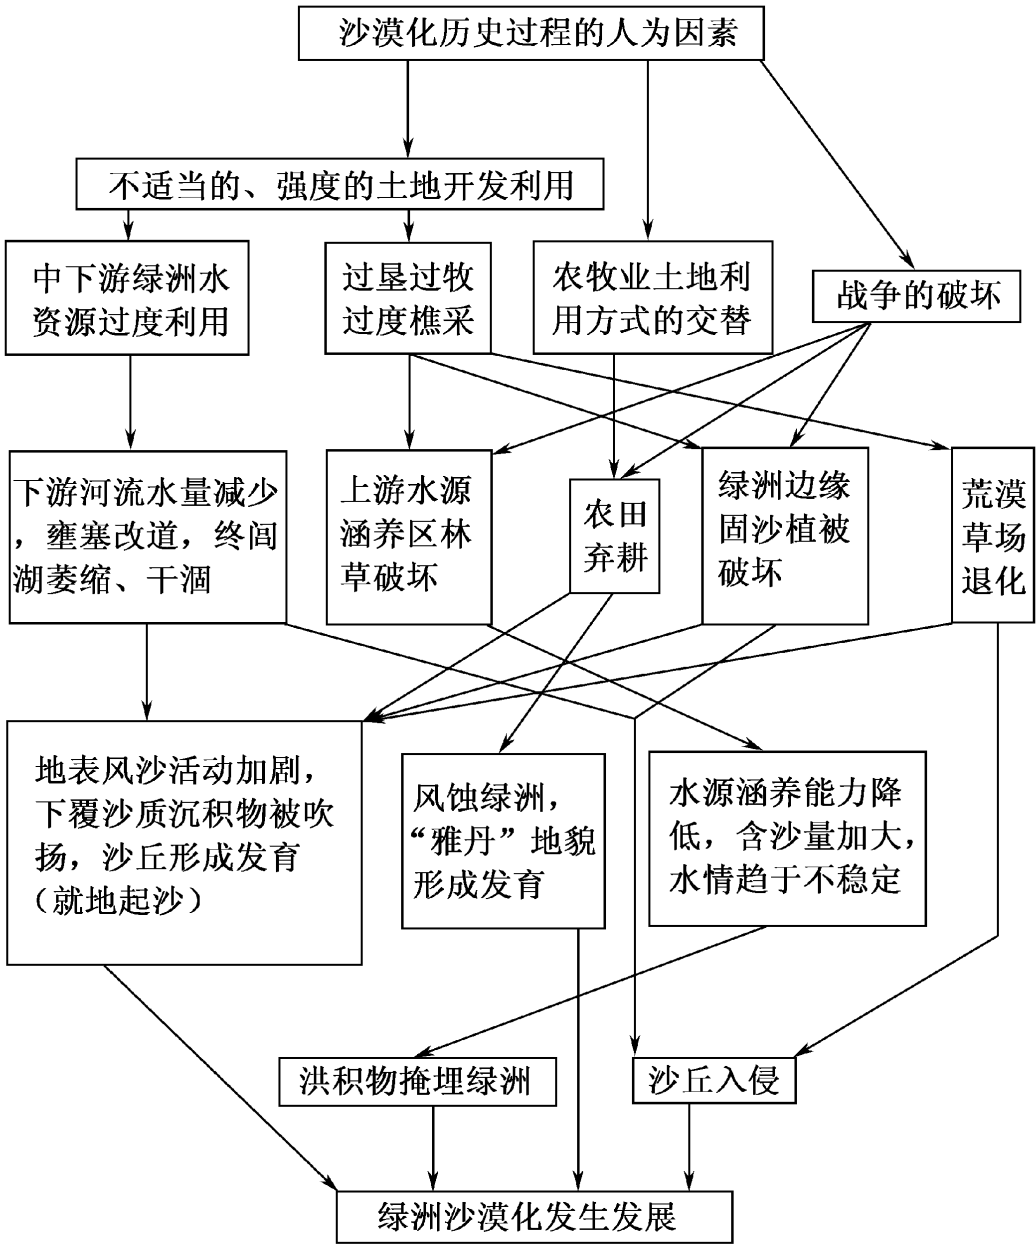 沙漠化历史过程的人为因素
不适当的、强度的土地开发利用
中下游绿洲水
资源过度利用
过垦过牧
过度樵采
农牧业土地利
用方式的交替
战争的破坏
下游河流水量减少
，壅塞改道，终闾
湖萎缩、干涸
上游水源
涵养区林
草破坏
农田
弃耕
绿洲边缘
固沙植被
破坏
荒漠
草场
退化
地表风沙活动加剧，
下覆沙质沉积物被吹
扬，沙丘形成发育
（就地起沙）
风蚀绿洲，
“雅丹”地貌
形成发育
水源涵养能力降
低，含沙量加大，
水情趋于不稳定
洪积物掩埋绿洲
沙丘入侵
绿洲沙漠化发生发展